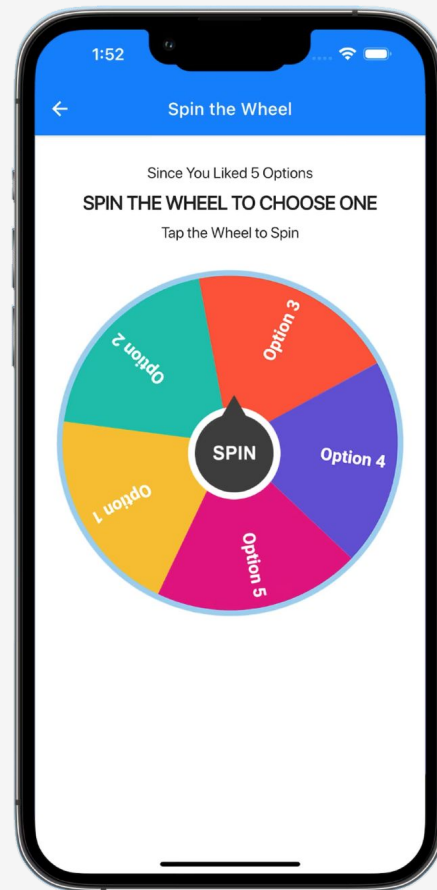 1:52
Spin the Wheel
Since You Liked 5 Options
SPIN THE WHEEL TO CHOOSE ONE
Tap the Wheel to Spin
Option 3
Option 2
Option 4
SPIN
Option 1
Option 5